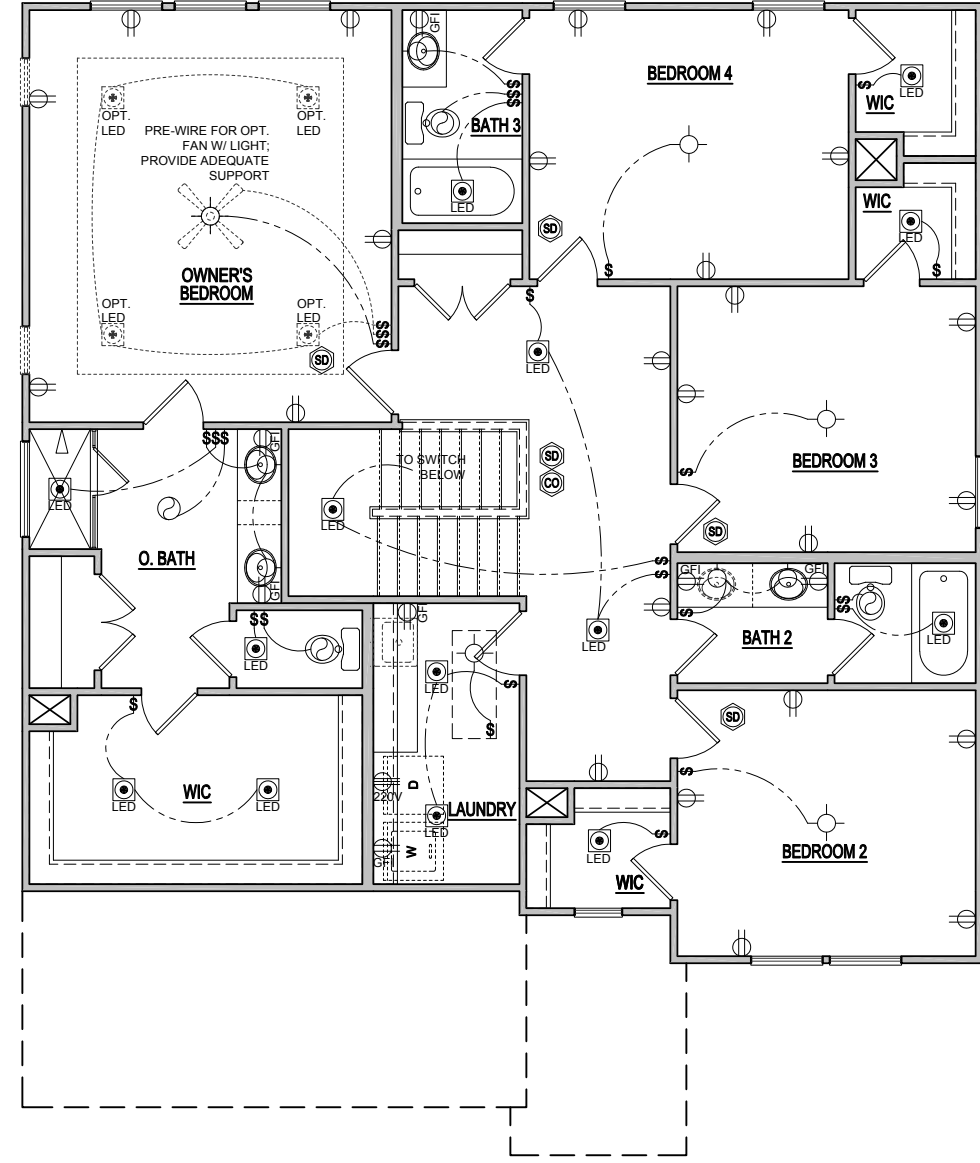 GFI
BEDROOM 4
LED
WIC
OPT.
LED
OPT.
LED
$
$$$
BATH 3
PRE-WIRE FOR OPT.
FAN W/ LIGHT;
PROVIDE ADEQUATE
SUPPORT
$
LED
WIC
LED
SD
OWNER'S
BEDROOM
$
$
$
OPT.
LED
OPT.
LED
$$$
SD
LED
$$$
GFI
TO SWITCH
BELOW
SD
CO
BEDROOM 3
$
LED
LED
SD
O. BATH
GFI
$
$
GFI
GFI
$
$$
LED
BATH 2
LED
$$
LED
GFI
LED
$
$
$
SD
WIC
LED
LED
220V
D
W
GFI
LED
LAUNDRY
$
$
LED
WIC
BEDROOM 2